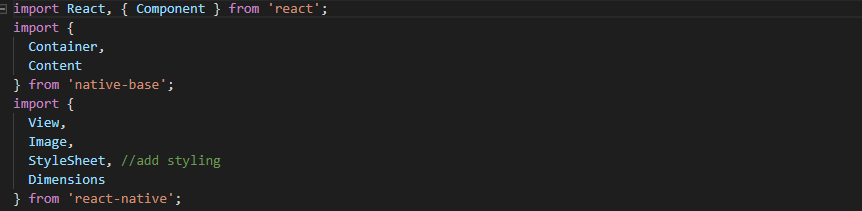 import React, { Component } from 'react';
import {
  Container,
  Content
} from 'native-base';
import {
  View,
  Image,
  StyleSheet, //add styling
  Dimensions
} from 'react-native';